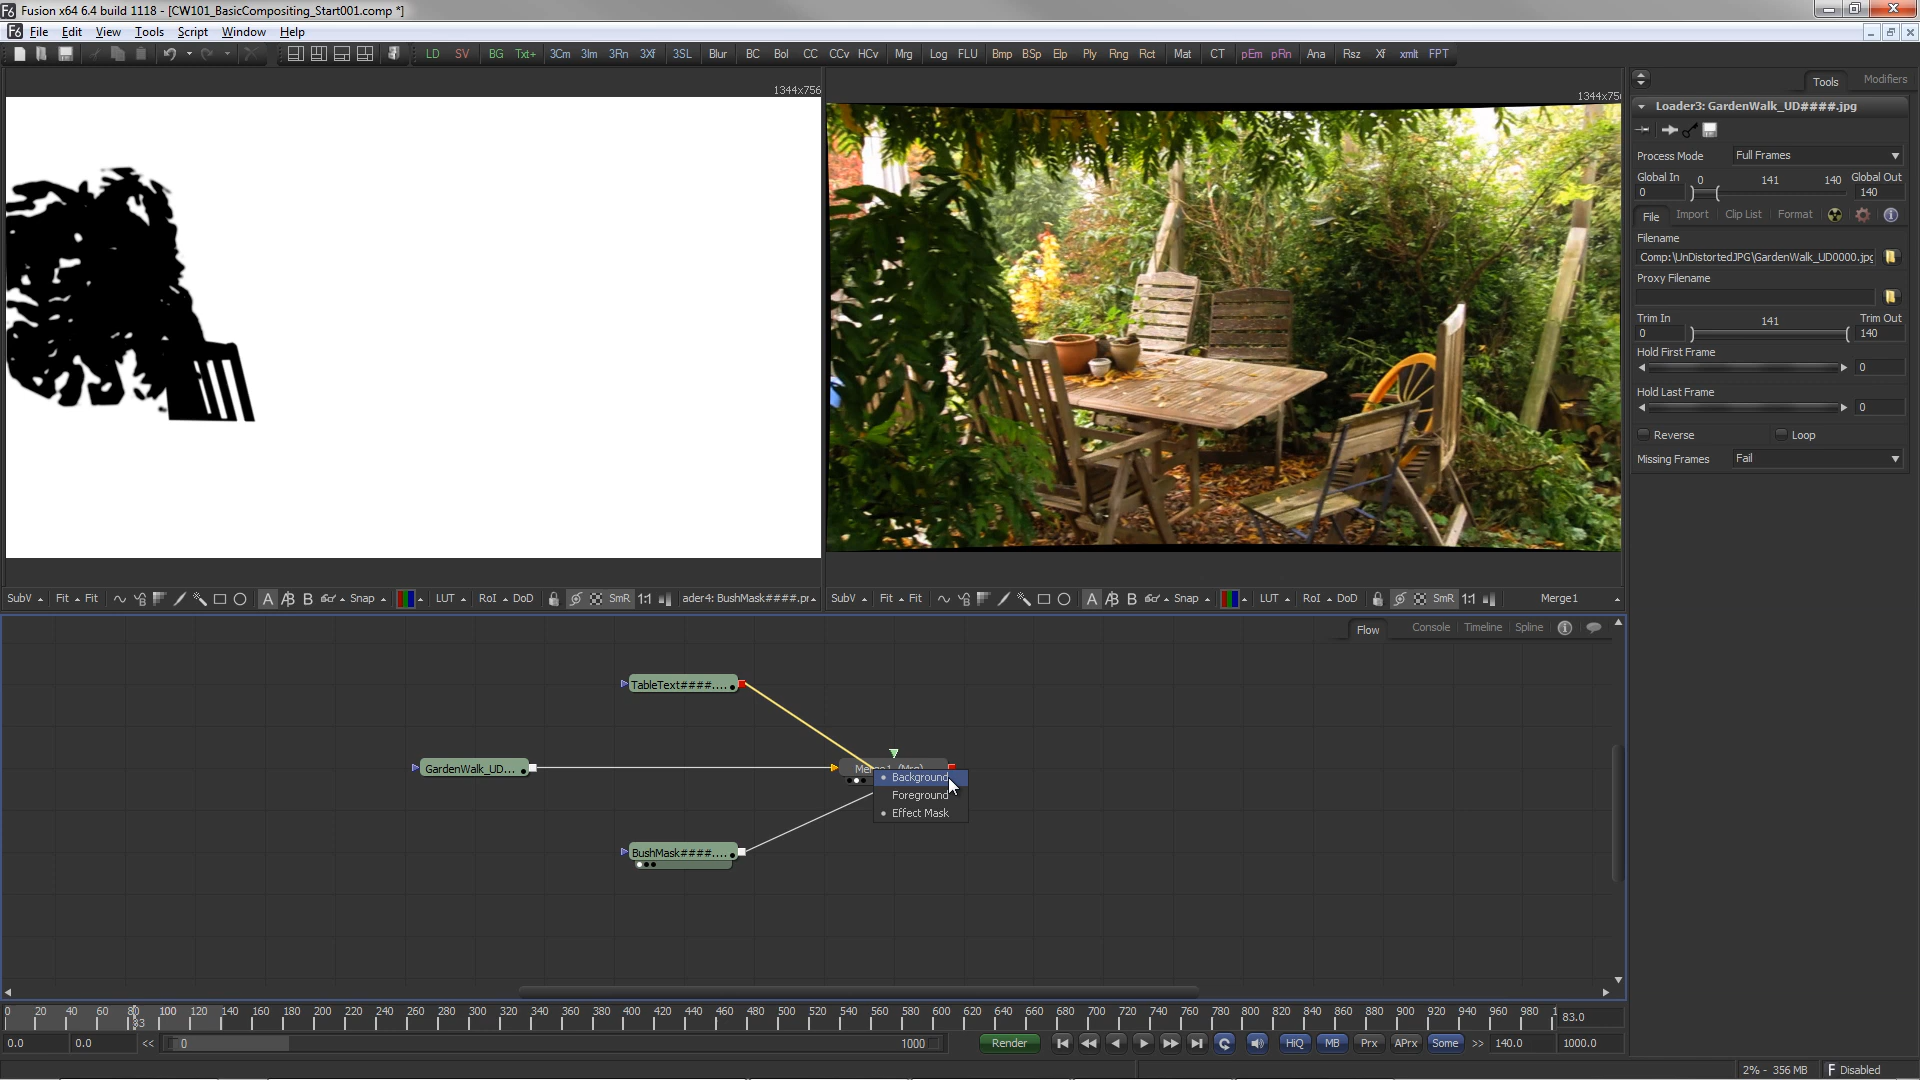 Fusion x64 6.4 build 1118 - [CW101_BasicCompositing_Start001.comp *]
File Edit View Tools Script Window Help
LD SV BG Txt+ 3Cm 3Im 3Rn 3Xf 3SL Blur BC Bol CC CCv HCv Mrg Log FLU Bmp BSp Elp Ply Rng Rct Mat CT pEm pRn Ana Rsz Xf xmlt FPT
Tools Modifiers
1344x756
Loader3: GardenWalk_UD####.jpg
Process Mode Full Frames
Global In 0 141 140 Global Out
0 140
File Import Clip List Format
Filename
Comp:\UnDistortedJPG\GardenWalk_UD0000.jpg
Proxy Filename
Trim In 141 Trim Out
0 140
Hold First Frame
0
Hold Last Frame
0
Reverse Loop
Missing Frames Fail
SubV Fit Fit A B Snap LUT RoI DoD SmR 1:1 ader4: BushMask####.pr
SubV Fit Fit A B Snap LUT RoI DoD SmR 1:1 Merge1
Flow Console Timeline Spline
TableText####....
GardenWalk_UD...
Merge1 (Mrg)
Background
Foreground
Effect Mask
BushMask####....
0 20 40 60 80 100 120 140 160 180 200 220 240 260 280 300 320 340 360 380 400 420 440 460 480 500 520 540 560 580 600 620 640 660 680 700 720 740 760 780 800 820 840 860 880 900 920 940 960 980
83
83.0
0.0 0.0 << 0 1000 Render HiQ MB Prx APrx Some >> 140.0 1000.0
2% - 356 MB F Disabled